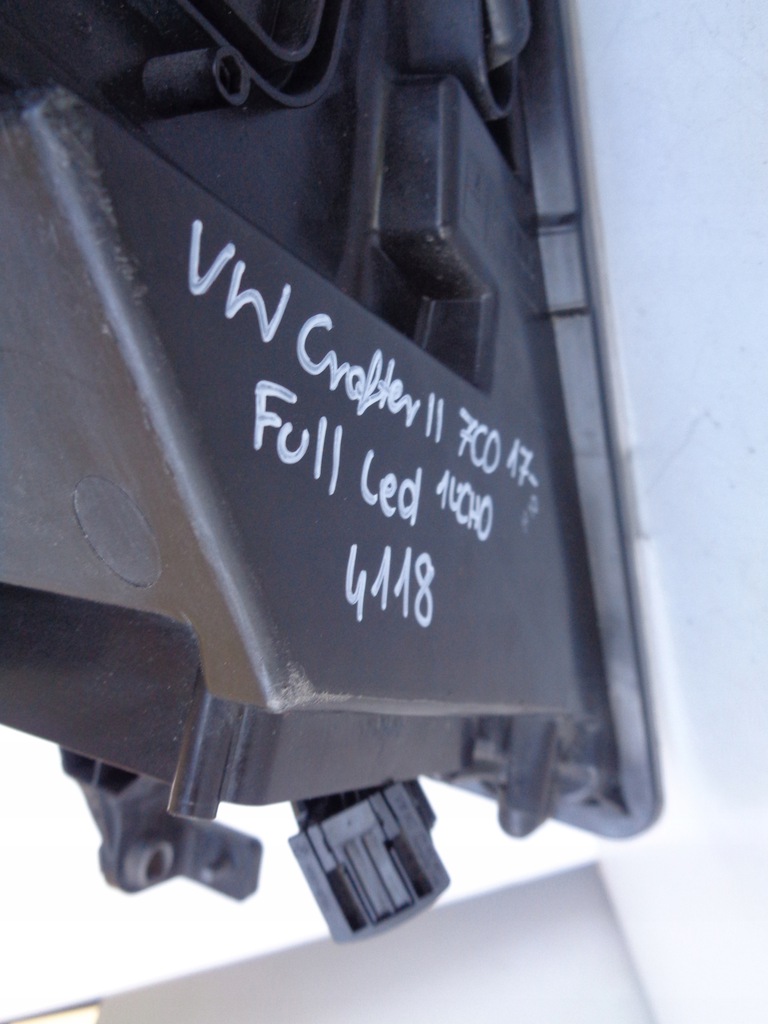 VW Crafter II 7C0 17-
Full Led
4118